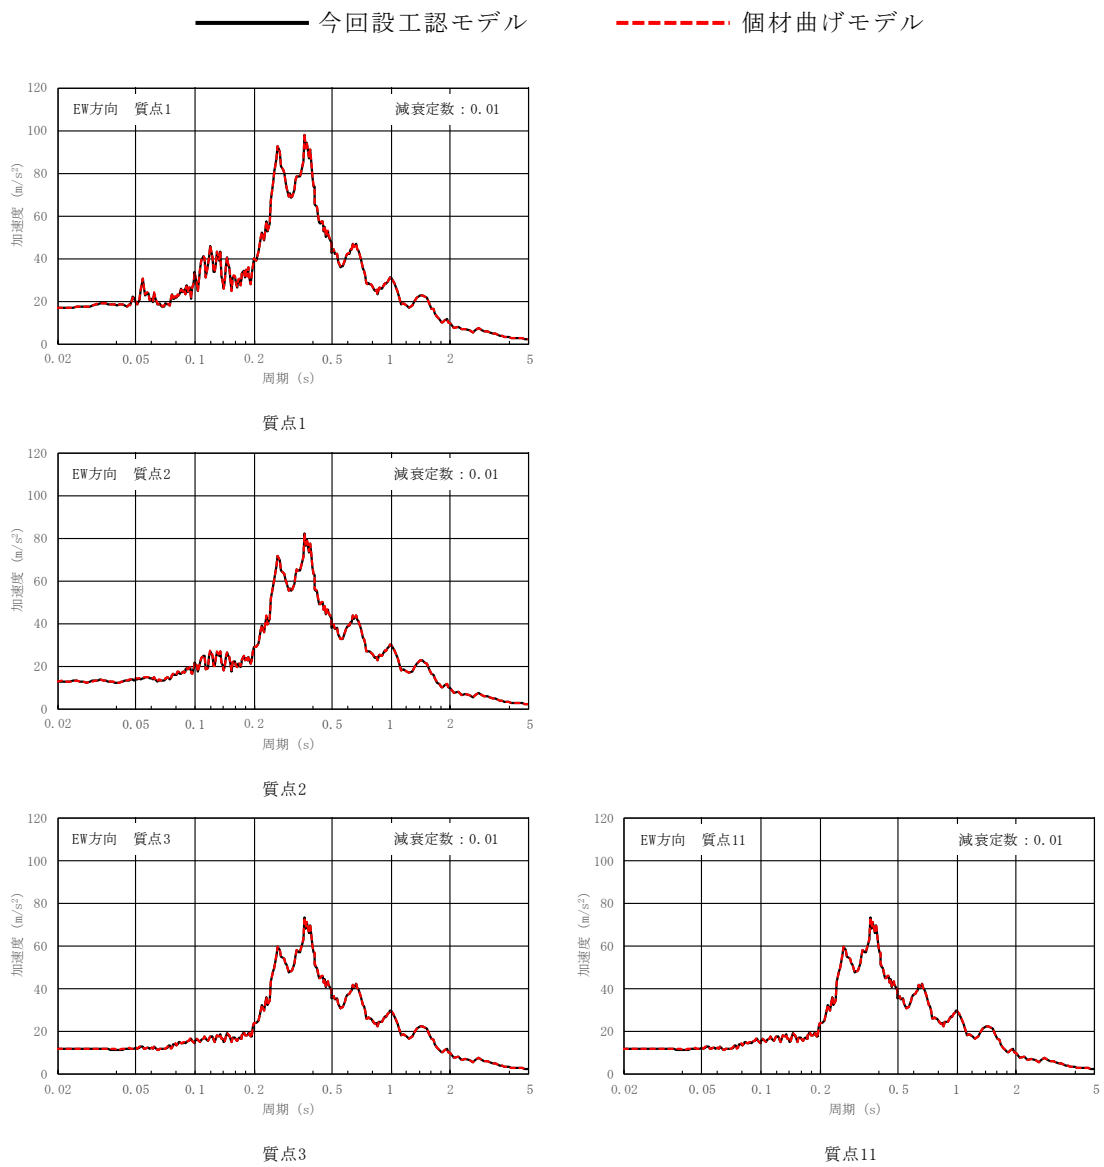 今回設工認モデル
個材曲げモデル
EW方向 質点1
減衰定数:0.01
加速度 (m/s²)
120
100
80
60
40
20
0
0.02 0.05 0.1 0.2 0.5 1 2 5
周期 (s)
質点1
EW方向 質点2
減衰定数:0.01
加速度 (m/s²)
120
100
80
60
40
20
0
0.02 0.05 0.1 0.2 0.5 1 2 5
周期 (s)
質点2
EW方向 質点3
減衰定数:0.01
加速度 (m/s²)
120
100
80
60
40
20
0
0.02 0.05 0.1 0.2 0.5 1 2 5
周期 (s)
質点3
EW方向 質点11
減衰定数:0.01
加速度 (m/s²)
120
100
80
60
40
20
0
0.02 0.05 0.1 0.2 0.5 1 2 5
周期 (s)
質点11